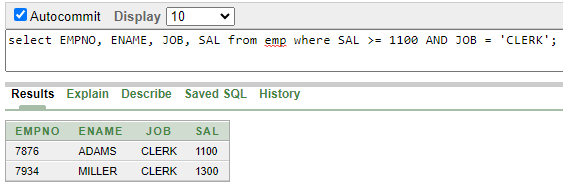 Autocommit Display 10
select EMPNO, ENAME, JOB, SAL from emp where SAL >= 1100 AND JOB = 'CLERK';
Results Explain Describe Saved SQL History
EMPNO ENAME JOB SAL
7876 ADAMS CLERK 1100
7934 MILLER CLERK 1300